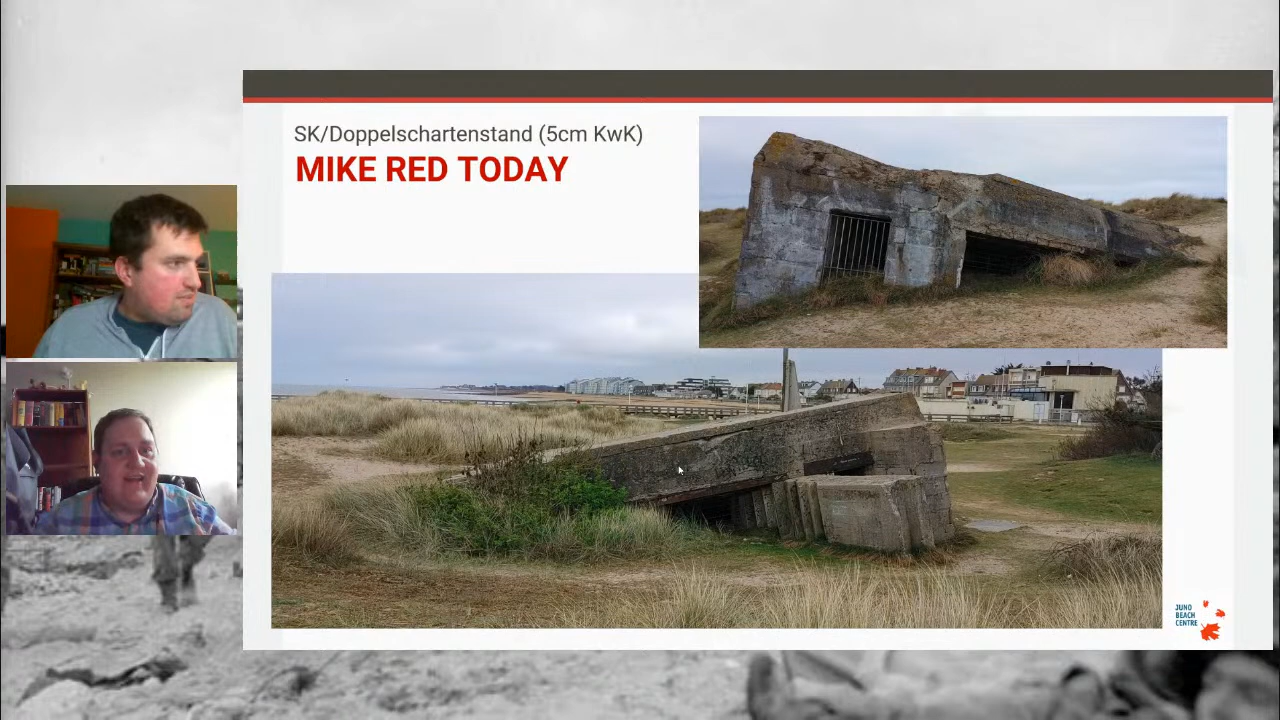 SK/Doppelschartenstand (5cm KwK)
MIKE RED TODAY
JUNO
BEACH
CENTRE